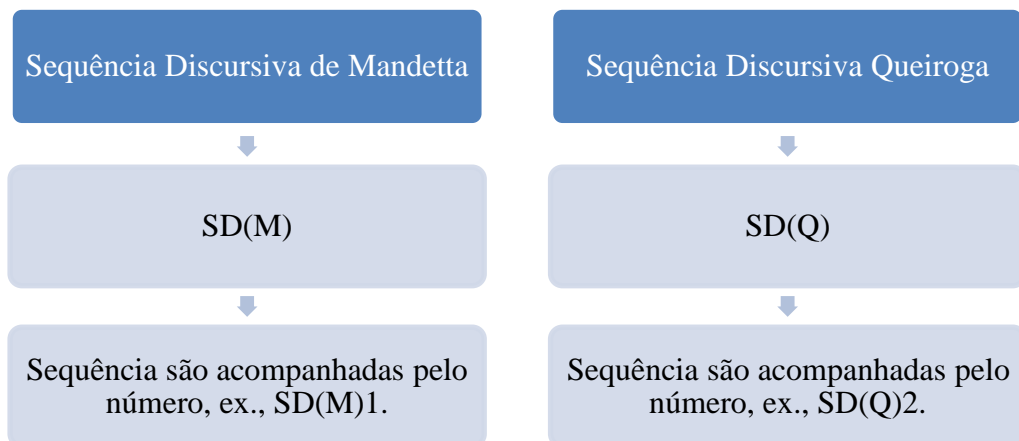 Sequência Discursiva de Mandetta
SD(M)
Sequência são acompanhadas pelo
número, ex., SD(M)1.
Sequência Discursiva Queiroga
SD(Q)
Sequência são acompanhadas pelo
número, ex., SD(Q)2.